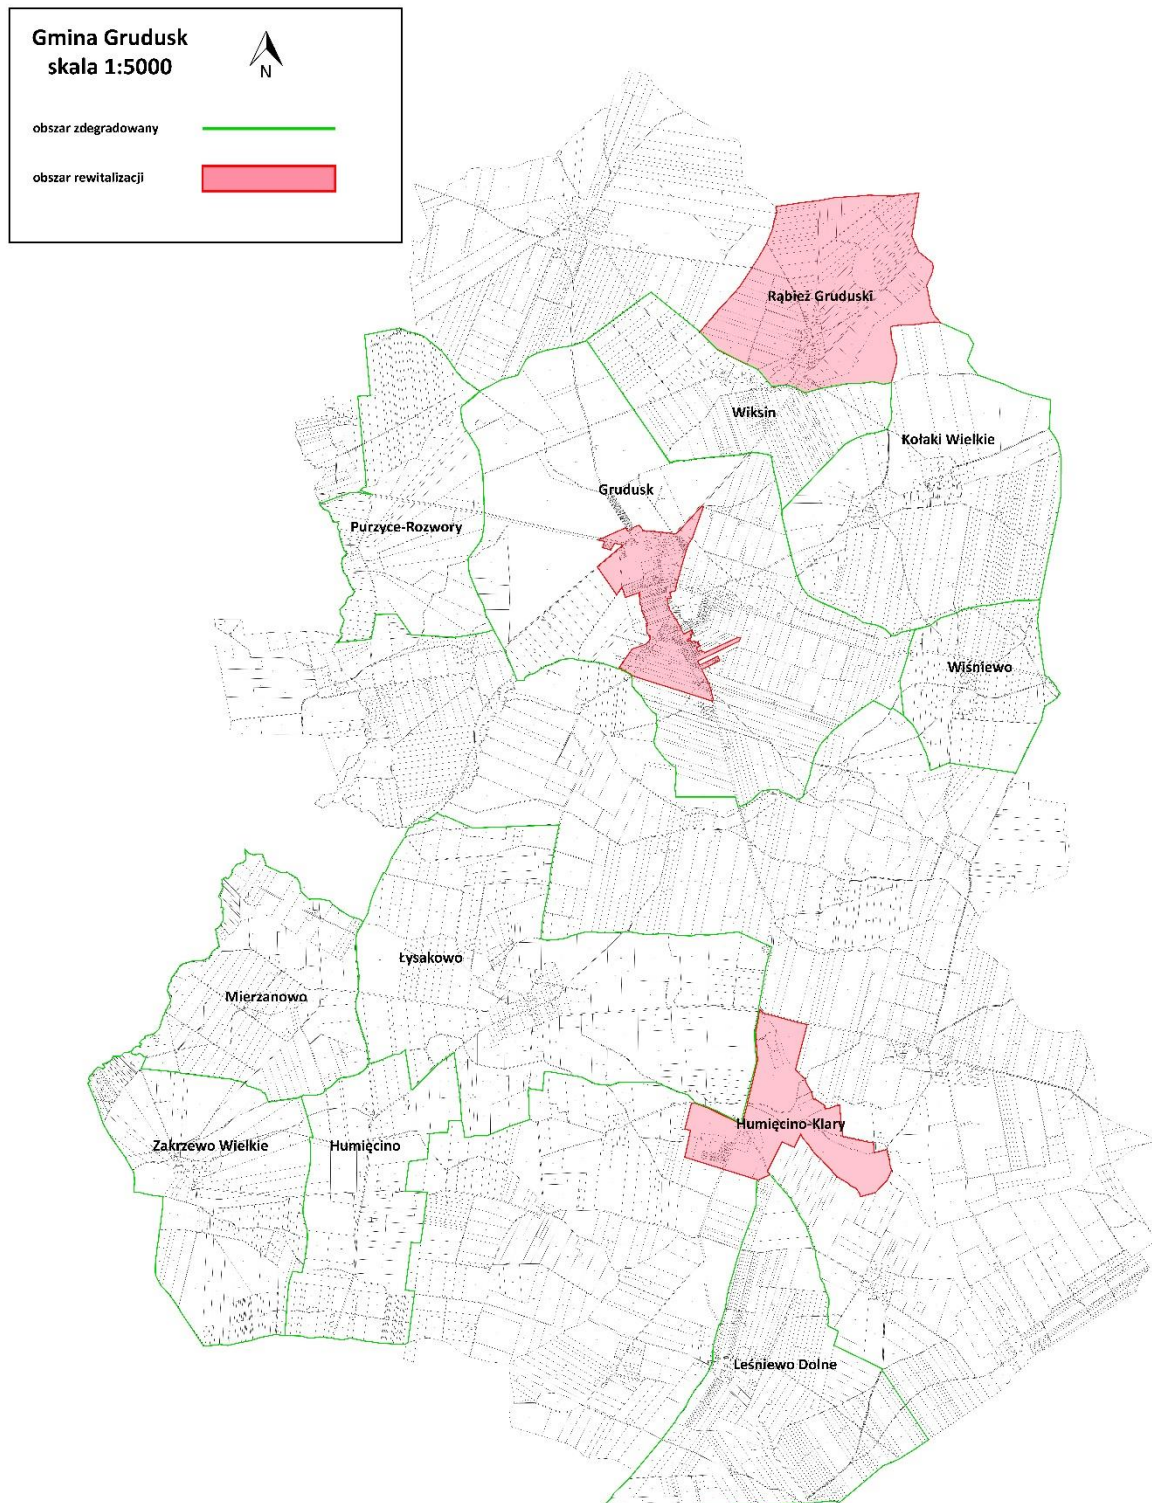 Gmina Grudusk
skala 1:5000
N
obszar zdegradowany
obszar rewitalizacji
Rąbież Gruduski
Wiksin
Kołaki Wielkie
Grudusk
Purzyce-Rozwory
Wiśniewo
Łysakowo
Mierzanowo
Humięcino-Klary
Zakrzewo Wielkie
Humięcino
Leśniewo Dolne